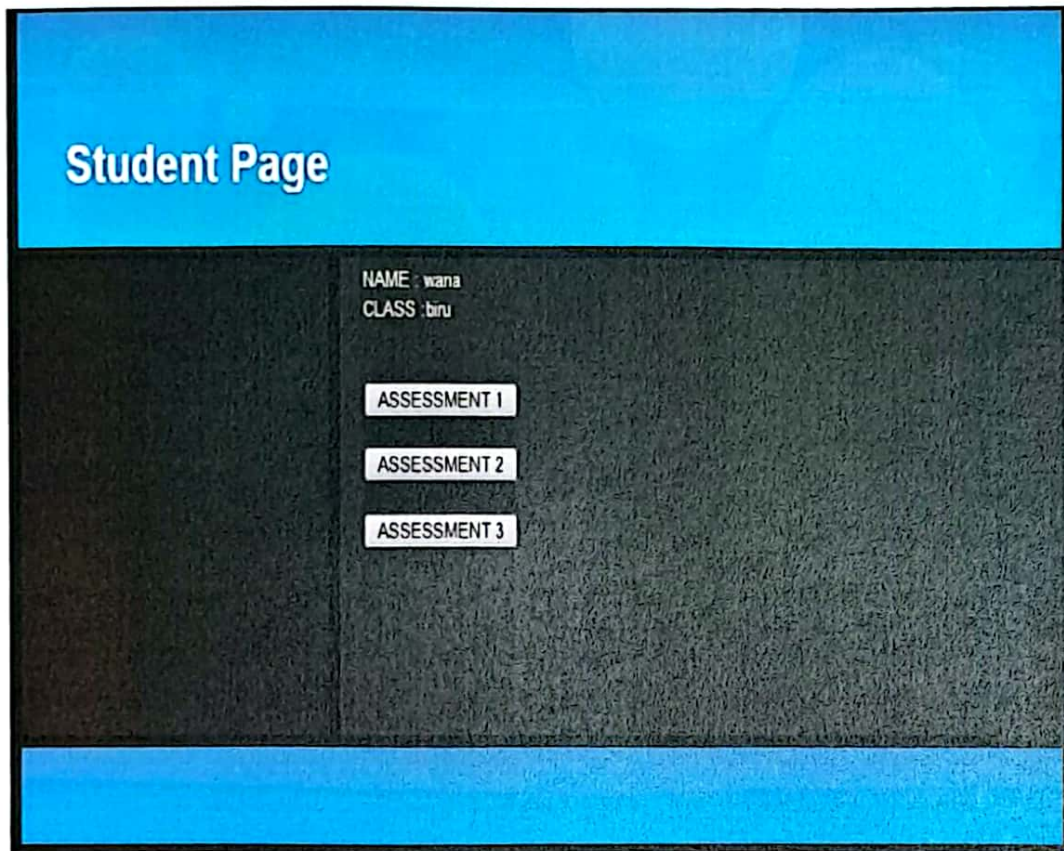 Student Page
NAME : wana
CLASS :biru
ASSESSMENT 1
ASSESSMENT 2
ASSESSMENT 3